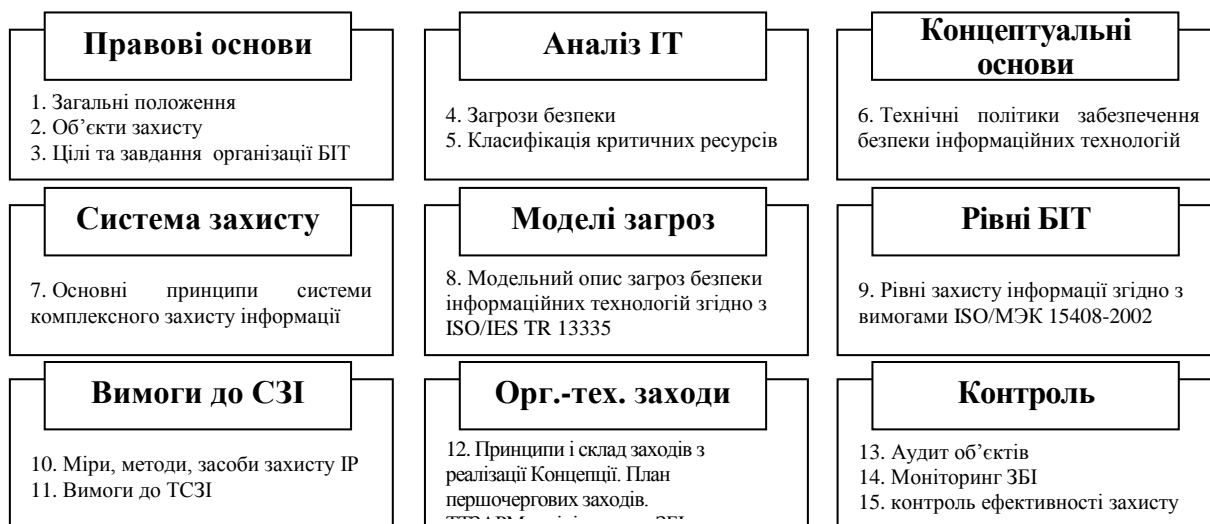 Правові основи
1. Загальні положення
2. Об’єкти захисту
3. Цілі та завдання організації БІТ
Аналіз ІТ
4. Загрози безпеки
5. Класифікація критичних ресурсів
Концептуальні
основи
6. Технічні політики забезпечення
безпеки інформаційних технологій
Система захисту
7. Основні принципи системи
комплексного захисту інформації
Моделі загроз
8. Модельний опис загроз безпеки
інформаційних технологій згідно з
ISO/IES TR 13335
Рівні БІТ
9. Рівні захисту інформації згідно з
вимогами ISO/МЭК 15408-2002
Вимоги до СЗІ
10. Міри, методи, засоби захисту ІР
11. Вимоги до ТСЗІ
Орг.-тех. заходи
12. Принципи і склад заходів з
реалізації Концепції. План
першочергових заходів.
Контроль
13. Аудит об’єктів
14. Моніторинг ЗБІ
15. контроль ефективності захисту